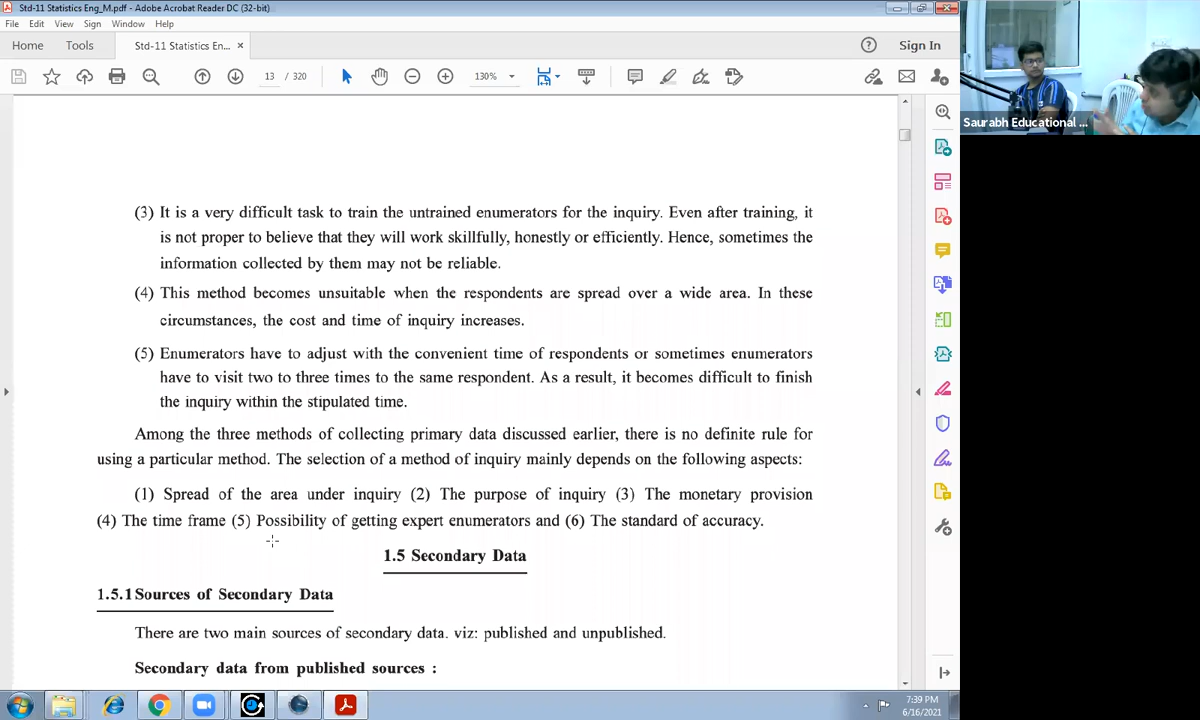 Std-11 Statistics Eng_M.pdf - Adobe Acrobat Reader DC (32-bit)
File Edit View Sign Window Help
Home Tools Std-11 Statistics En... × Sign In
13 / 320 130%
Saurabh Educational ...
(3) It is a very difficult task to train the untrained enumerators for the inquiry. Even after training, it
is not proper to believe that they will work skillfully, honestly or efficiently. Hence, sometimes the
information collected by them may not be reliable.
(4) This method becomes unsuitable when the respondents are spread over a wide area. In these
circumstances, the cost and time of inquiry increases.
(5) Enumerators have to adjust with the convenient time of respondents or sometimes enumerators
have to visit two to three times to the same respondent. As a result, it becomes difficult to finish
the inquiry within the stipulated time.
Among the three methods of collecting primary data discussed earlier, there is no definite rule for
using a particular method. The selection of a method of inquiry mainly depends on the following aspects:
(1) Spread of the area under inquiry (2) The purpose of inquiry (3) The monetary provision
(4) The time frame (5) Possibility of getting expert enumerators and (6) The standard of accuracy.
1.5 Secondary Data
1.5.1 Sources of Secondary Data
There are two main sources of secondary data. viz: published and unpublished.
Secondary data from published sources :
7:39 PM
6/16/2021